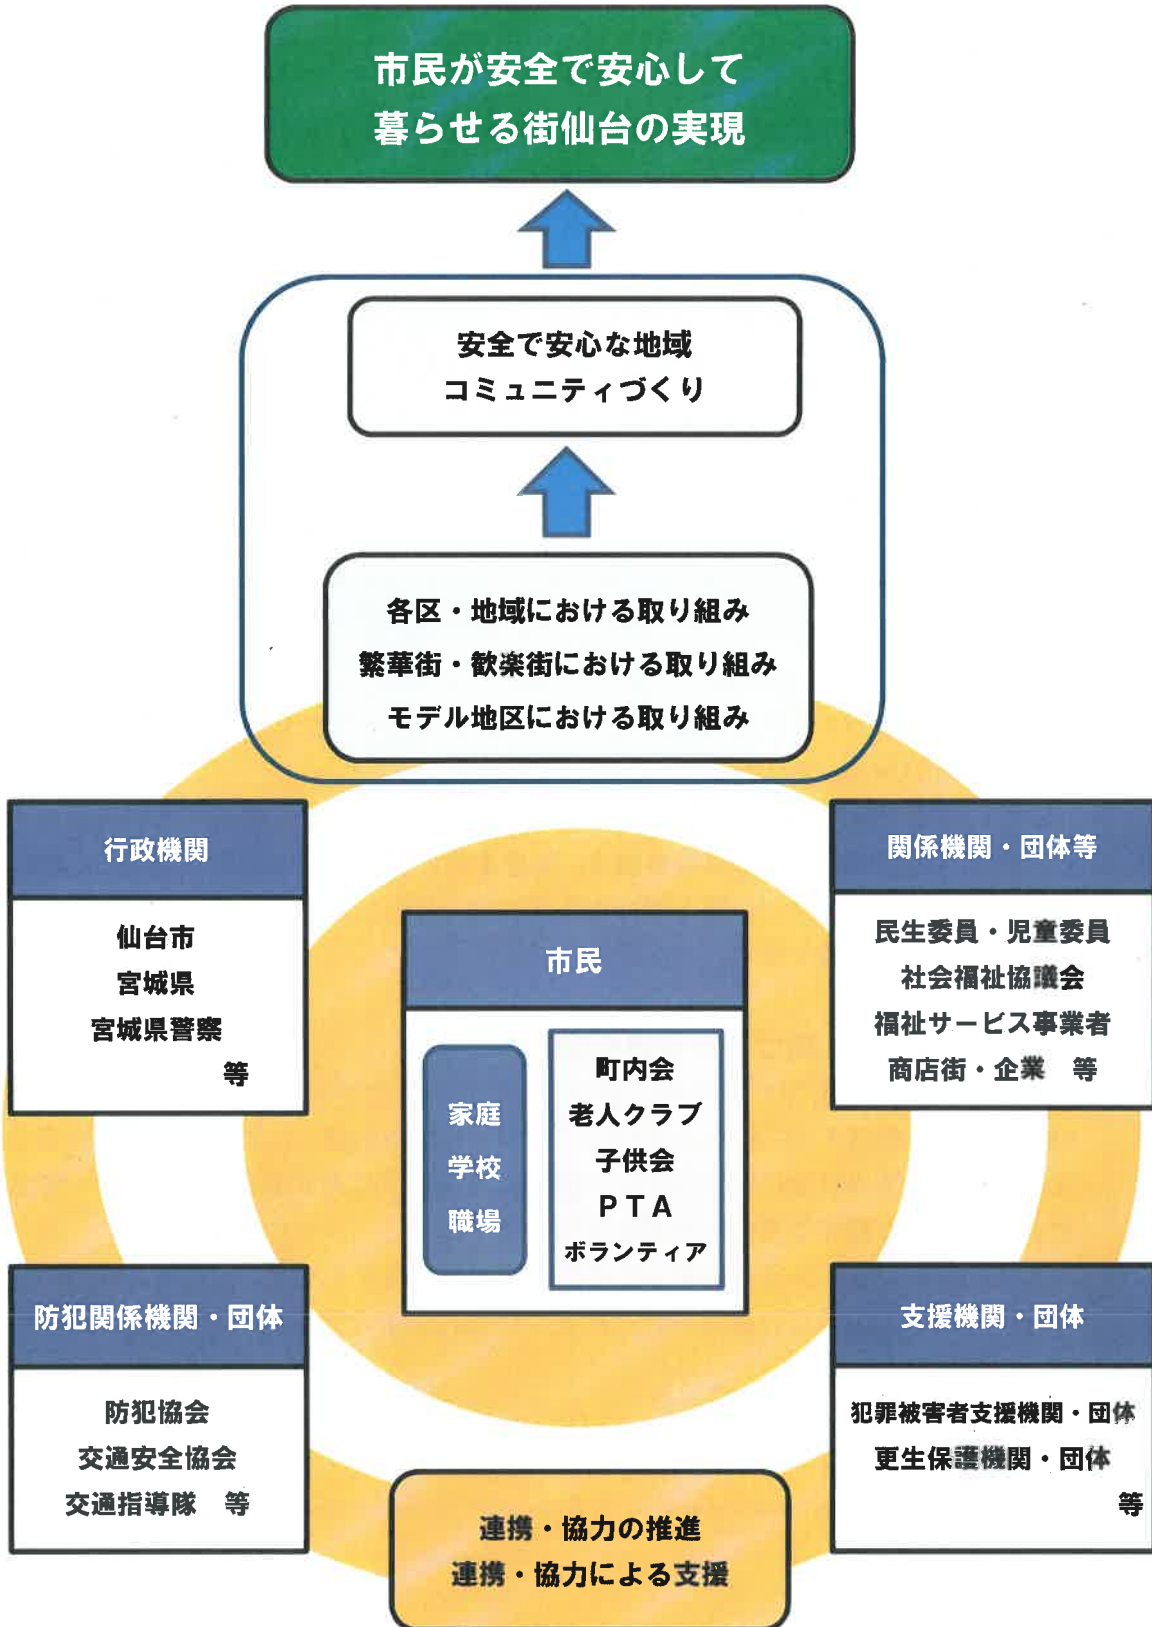 市民が安全で安心して
暮らせる街仙台の実現
安全で安心な地域
コミュニティづくり
各区・地域における取り組み
繁華街・歓楽街における取り組み
モデル地区における取り組み
行政機関
仙台市
宮城県
宮城県警察
等
関係機関・団体等
民生委員・児童委員
社会福祉協議会
福祉サービス事業者
商店街・企業　等
市民
家庭
学校
職場
町内会
老人クラブ
子供会
ＰＴＡ
ボランティア
防犯関係機関・団体
防犯協会
交通安全協会
交通指導隊　等
支援機関・団体
犯罪被害者支援機関・団体
更生保護機関・団体
等
連携・協力の推進
連携・協力による支援